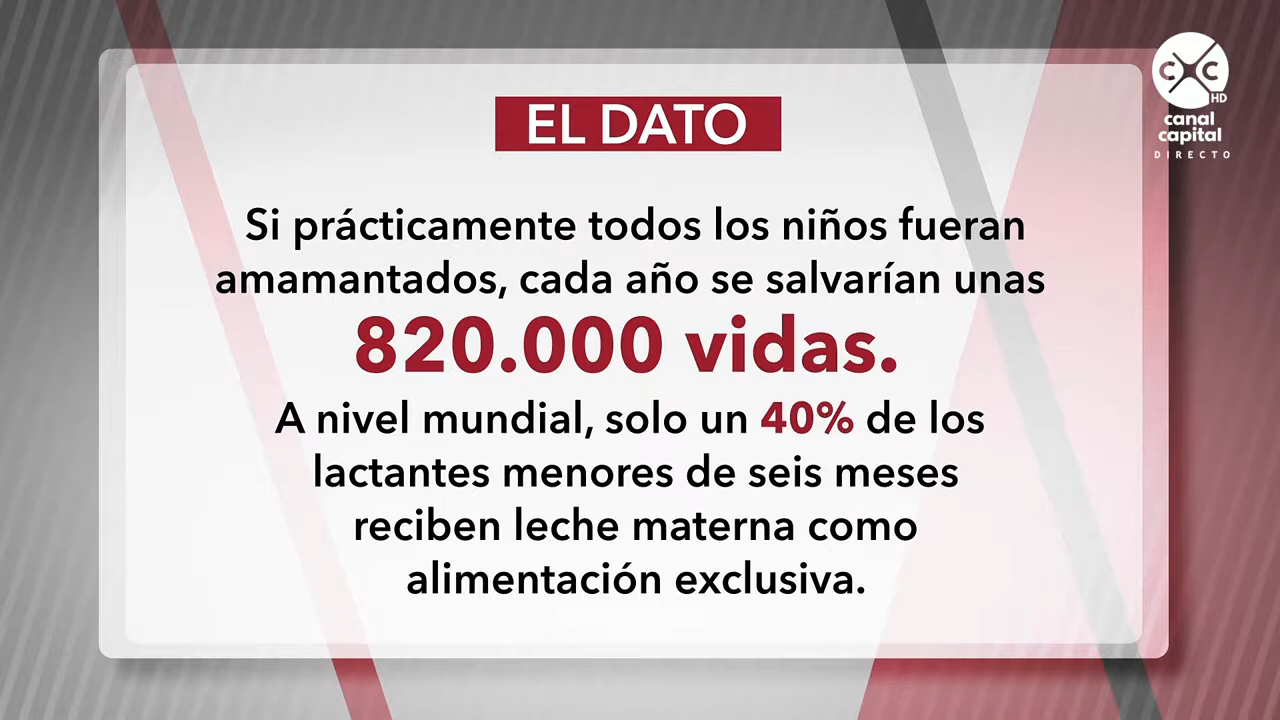 EL DATO
Si prácticamente todos los niños fueran
amamantados, cada año se salvarían unas
820.000 vidas.
A nivel mundial, solo un 40% de los
lactantes menores de seis meses
reciben leche materna como
alimentación exclusiva.
C C
HD
canal
capital
DIRECTO